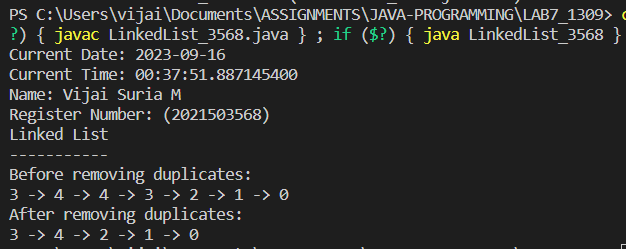 PS C:\Users\vijai\Documents\ASSIGNMENTS\JAVA-PROGRAMMING\LAB7_1309>
?) { javac LinkedList_3568.java } ; if ($?) { java LinkedList_3568 }
Current Date: 2023-09-16
Current Time: 00:37:51.887145400
Name: Vijai Suria M
Register Number: (2021503568)
Linked List
-----------
Before removing duplicates:
3 -> 4 -> 4 -> 3 -> 2 -> 1 -> 0
After removing duplicates:
3 -> 4 -> 2 -> 1 -> 0